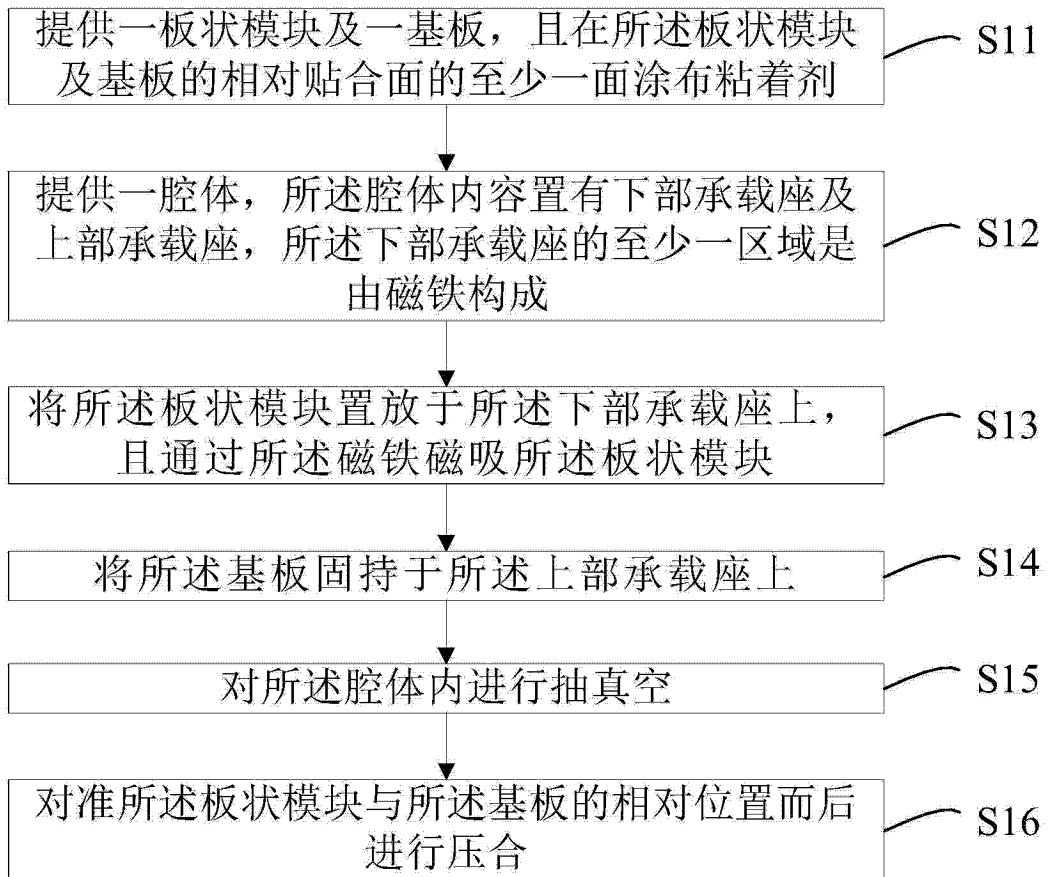 提供一板状模块及一基板，且在所述板状模块
及基板的相对贴合面的至少一面涂布粘着剂
S11
提供一腔体，所述腔体内容置有下部承载座及
上部承载座，所述下部承载座的至少一区域是
由磁铁构成
S12
将所述板状模块置放于所述下部承载座上，
且通过所述磁铁磁吸所述板状模块
S13
将所述基板固持于所述上部承载座上
S14
对所述腔体内进行抽真空
S15
对准所述板状模块与所述基板的相对位置而后
进行压合
S16